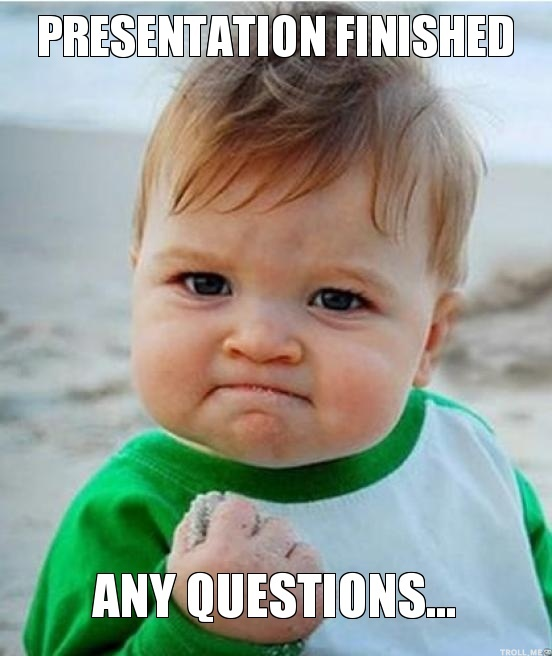 PRESENTATION FINISHED
ANY QUESTIONS...
TROLL.ME